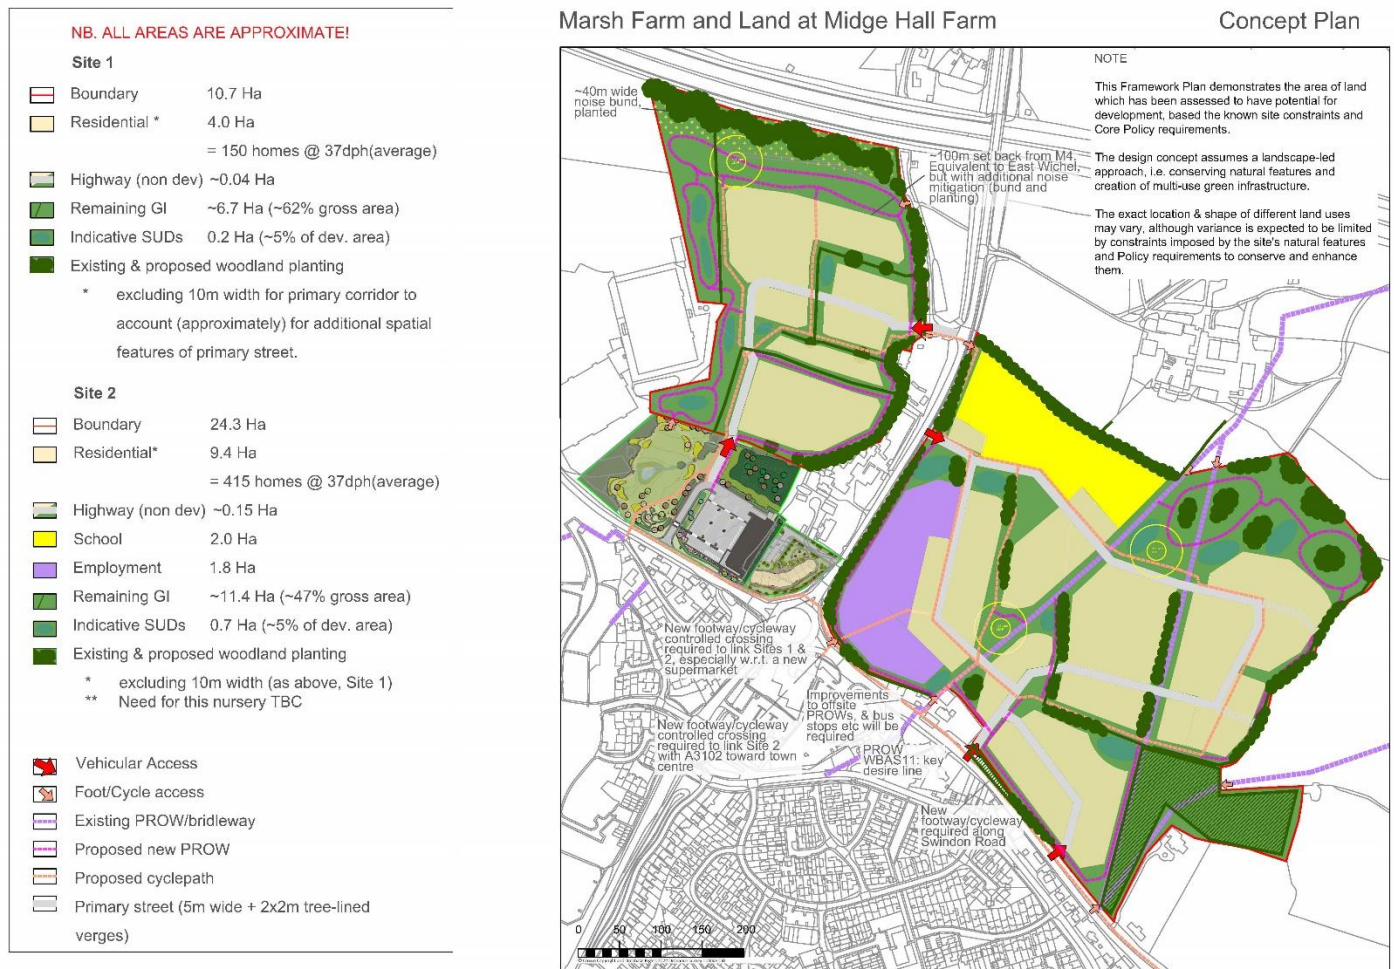 NB. ALL AREAS ARE APPROXIMATE!
Site 1
Boundary 10.7 Ha
Residential * 4.0 Ha
= 150 homes @ 37dph(average)
Highway (non dev) ~0.04 Ha
Remaining GI ~6.7 Ha (~62% gross area)
Indicative SUDs 0.2 Ha (~5% of dev. area)
Existing & proposed woodland planting
* excluding 10m width for primary corridor to
account (approximately) for additional spatial
features of primary street.
Site 2
Boundary 24.3 Ha
Residential* 9.4 Ha
= 415 homes @ 37dph(average)
Highway (non dev) ~0.15 Ha
School 2.0 Ha
Employment 1.8 Ha
Remaining GI ~11.4 Ha (~47% gross area)
Indicative SUDs 0.7 Ha (~5% of dev. area)
Existing & proposed woodland planting
* excluding 10m width (as above, Site 1)
** Need for this nursery TBC
Vehicular Access
Foot/Cycle access
Existing PROW/bridleway
Proposed new PROW
Proposed cyclepath
Primary street (5m wide + 2x2m tree-lined
verges)
Marsh Farm and Land at Midge Hall Farm
Concept Plan
NOTE
This Framework Plan demonstrates the area of land
which has been assessed to have potential for
development, based the known site constraints and
Core Policy requirements.
The design concept assumes a landscape-led
approach, i.e. conserving natural features and
creation of multi-use green infrastructure.
The exact location & shape of different land uses
may vary, although variance is expected to be limited
by constraints imposed by the site's natural features
and Policy requirements to conserve and enhance
them.
~40m wide
noise bund,
planted
~100m set back from M4.
Equivalent to East Wichel,
but with additional noise
mitigation (bund and
planting)
New footway/cycleway
controlled crossing
required to link Sites 1 &
2, especially w.r.t. a new
supermarket
Improvements
to offsite
PROWs, & bus
stops etc will be
required
New footway/cycleway
controlled crossing
required to link Site 2
with A3102 toward town
centre
PROW
WBAS11: key
desire line
New
footway/cycleway
required along
Swindon Road
0 50 100 150 200